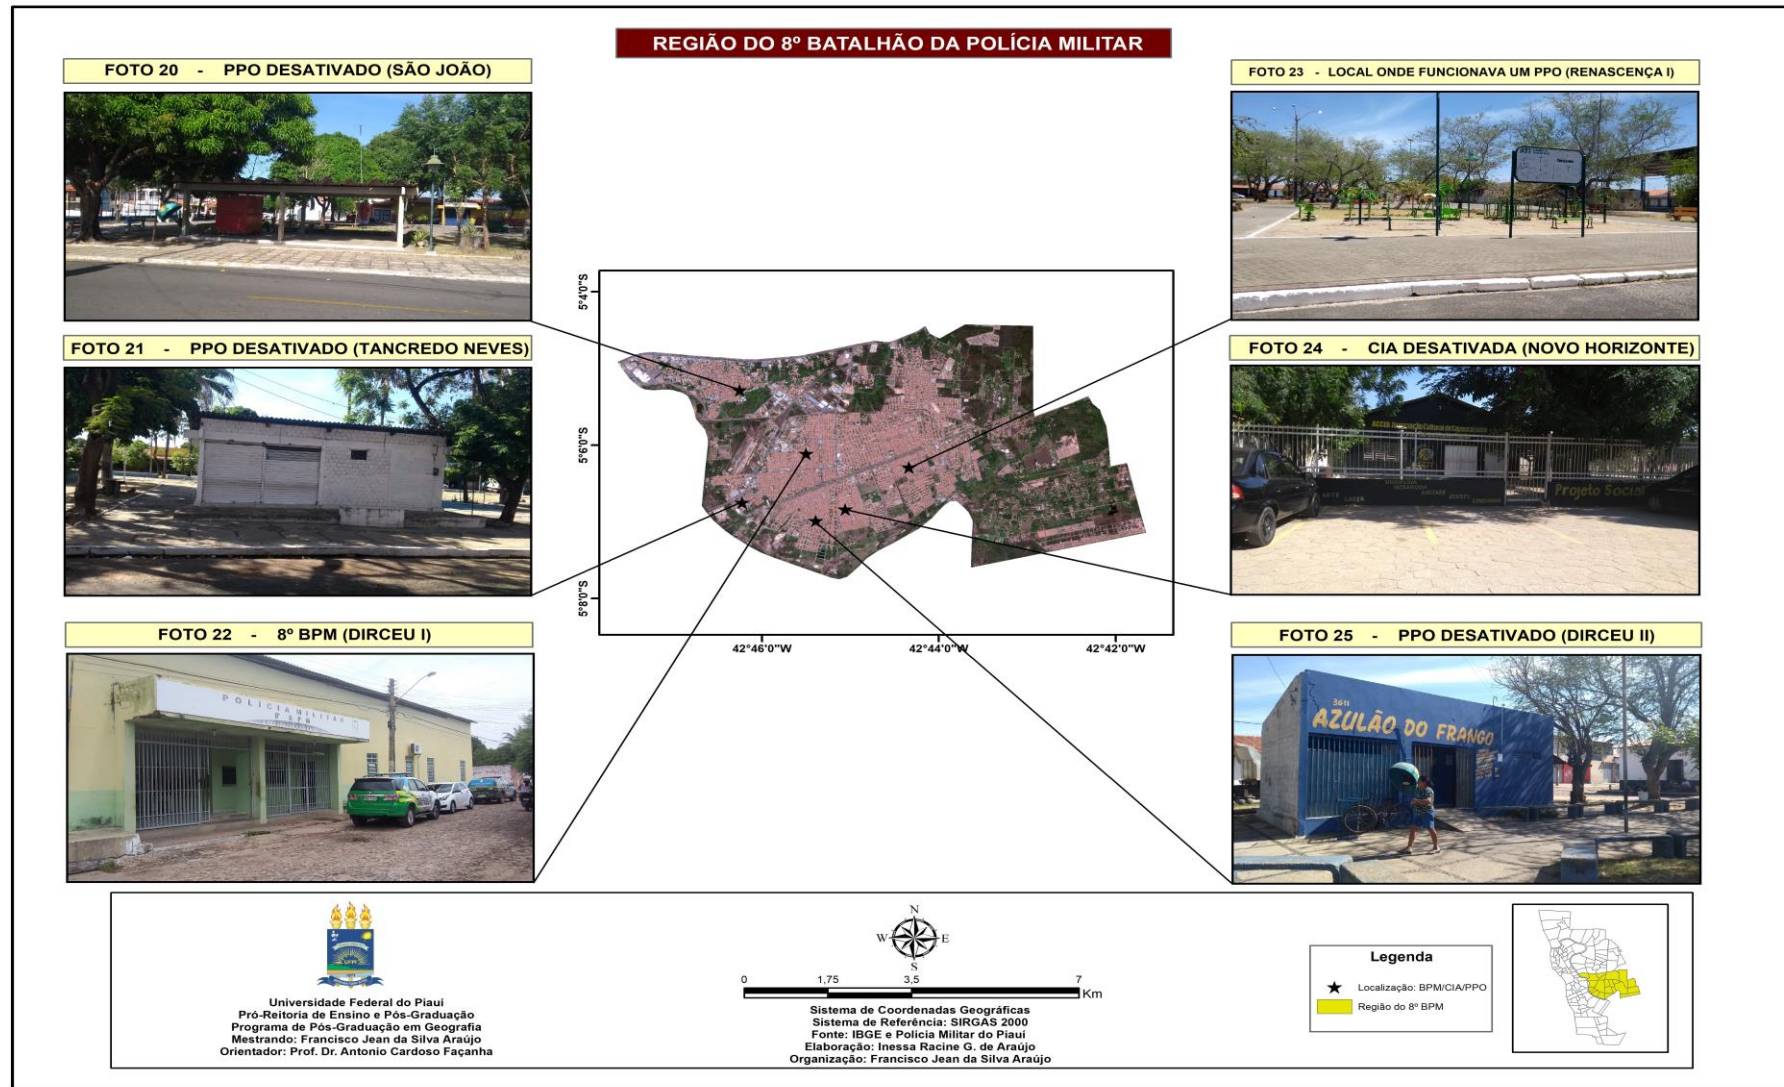 REGIÃO DO 8º BATALHÃO DA POLÍCIA MILITAR
FOTO 20 - PPO DESATIVADO (SÃO JOÃO)
FOTO 23 - LOCAL ONDE FUNCIONAVA UM PPO (RENASCENÇA I)
FOTO 21 - PPO DESATIVADO (TANCREDO NEVES)
FOTO 24 - CIA DESATIVADA (NOVO HORIZONTE)
Projeto Social
FOTO 22 - 8º BPM (DIRCEU I)
POLÍCIA MILITAR
8º BPM
FOTO 25 - PPO DESATIVADO (DIRCEU II)
3611
AZULÃO DO FRANGO
5°4'0"S
5°6'0"S
5°8'0"S
42°46'0"W
42°44'0"W
42°42'0"W
Universidade Federal do Piauí
Pró-Reitoria de Ensino e Pós-Graduação
Programa de Pós-Graduação em Geografia
Mestrando: Francisco Jean da Silva Araújo
Orientador: Prof. Dr. Antonio Cardoso Façanha
N
W E
S
0 1,75 3,5 7
Km
Sistema de Coordenadas Geográficas
Sistema de Referência: SIRGAS 2000
Fonte: IBGE e Polícia Militar do Piauí
Elaboração: Inessa Racine G. de Araújo
Organização: Francisco Jean da Silva Araújo
Legenda
Localização: BPM/CIA/PPO
Região do 8º BPM